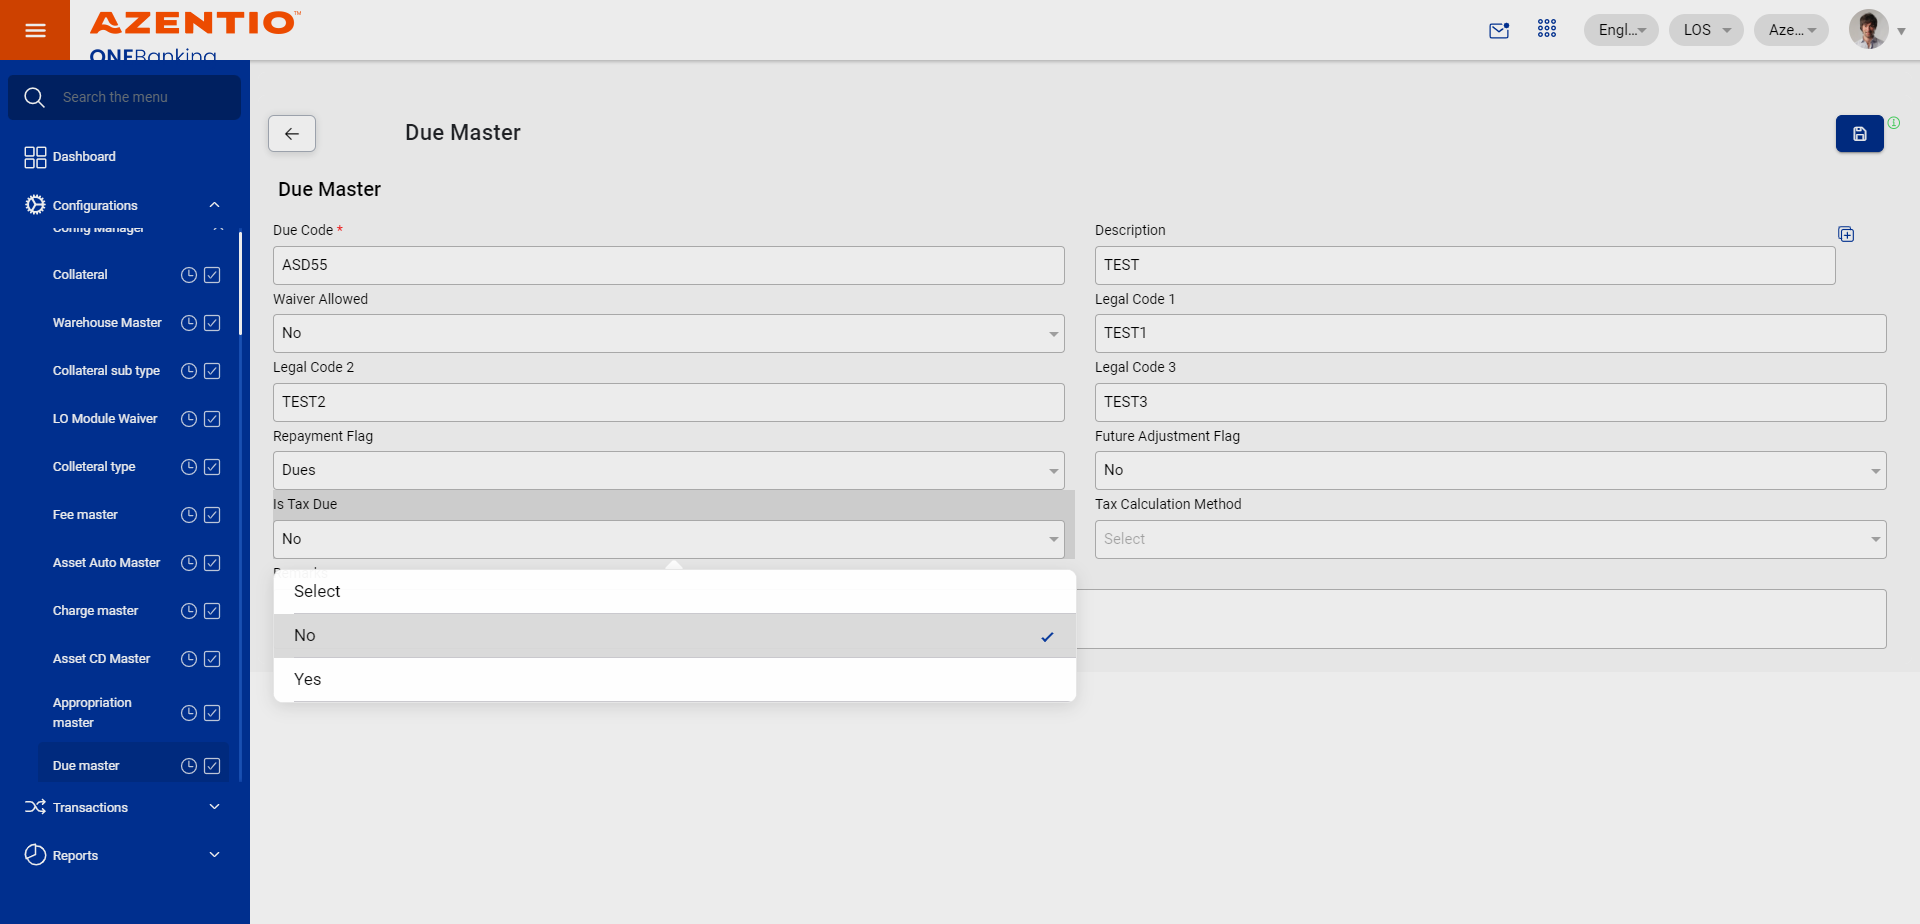 AZENTIO™
ONEBanking
Engl...
LOS
Aze...
Search the menu
Dashboard
Configurations
Config Manager
Collateral
Warehouse Master
Collateral sub type
LO Module Waiver
Colleteral type
Fee master
Asset Auto Master
Charge master
Asset CD Master
Appropriation
master
Due master
Transactions
Reports
Due Master
Due Master
Due Code *
ASD55
Description
TEST
Waiver Allowed
No
Legal Code 1
TEST1
Legal Code 2
TEST2
Legal Code 3
TEST3
Repayment Flag
Dues
Future Adjustment Flag
No
Is Tax Due
No
Tax Calculation Method
Select
Remarks
Select
No
Yes